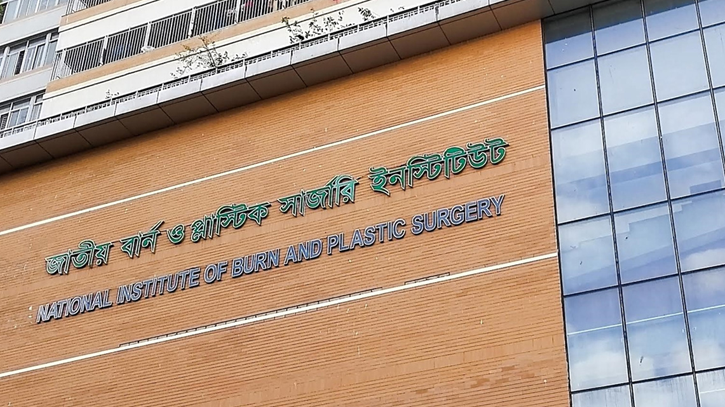 জাতীয় বার্ন ও প্লাস্টিক সার্জারি ইনস্টিটিউট
NATIONAL INSTITUTE OF BURN AND PLASTIC SURGERY